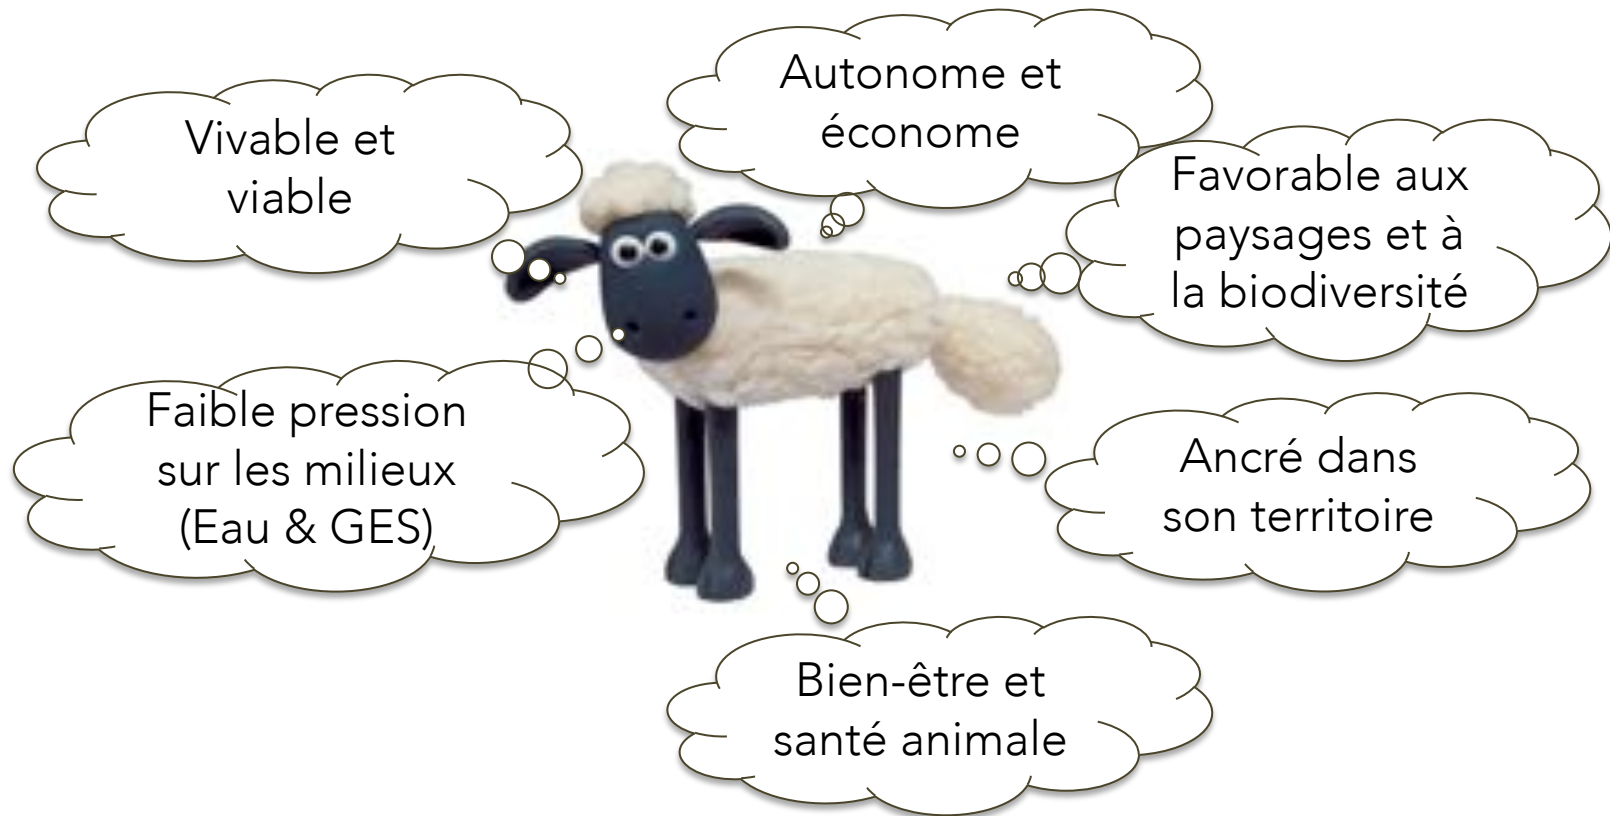 Vivable et
viable
Autonome et
économe
Favorable aux
paysages et à
la biodiversité
Faible pression
sur les milieux
(Eau & GES)
Ancré dans
son territoire
Bien-être et
santé animale